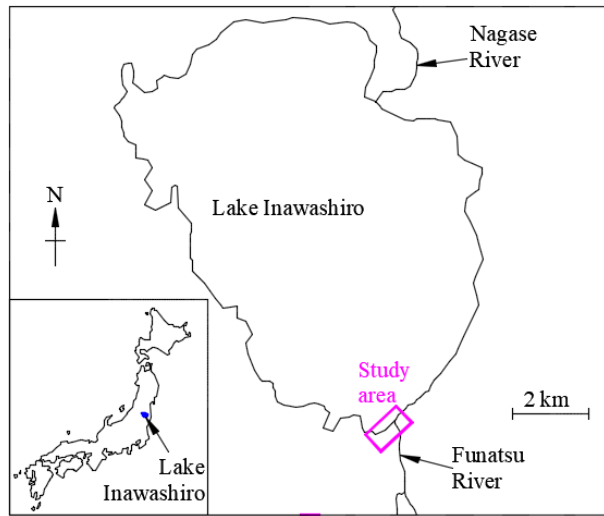 Nagase
River
N
Lake Inawashiro
Study
area
2 km
Lake
Inawashiro
Funatsu
River